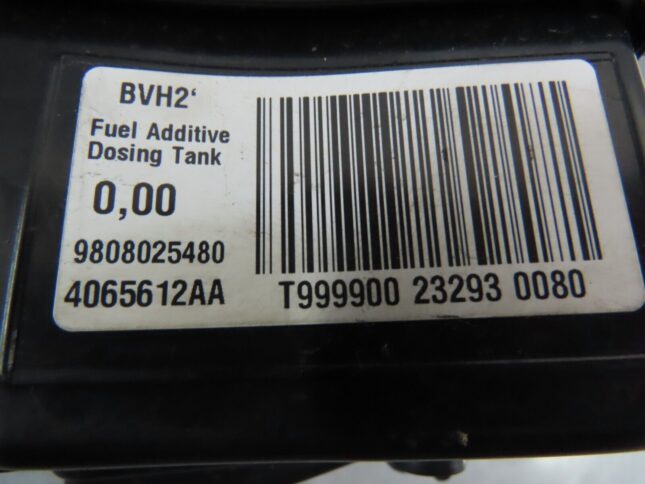 BVH2‘
Fuel Additive
Dosing Tank
0,00
9808025480
4065612AA
T999900 23293 0080